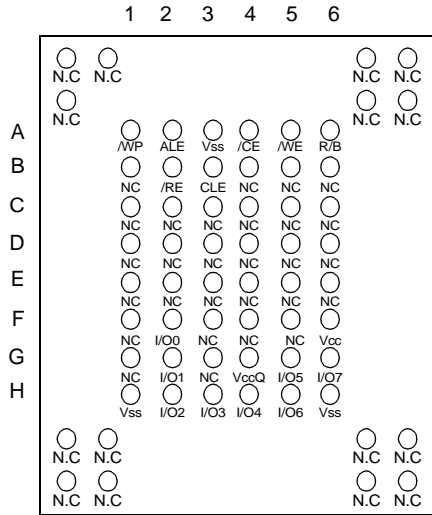 1 2 3 4 5 6
N.C N.C N.C N.C
N.C N.C N.C
A
/WP ALE Vss /CE /WE R/B
B
NC /RE CLE NC NC NC
C
NC NC NC NC NC NC
D
NC NC NC NC NC NC
E
NC NC NC NC NC NC
F
NC I/O0 NC NC NC Vcc
G
NC I/O1 NC VccQ I/O5 I/O7
H
Vss I/O2 I/O3 I/O4 I/O6 Vss
N.C N.C N.C N.C
N.C N.C N.C N.C